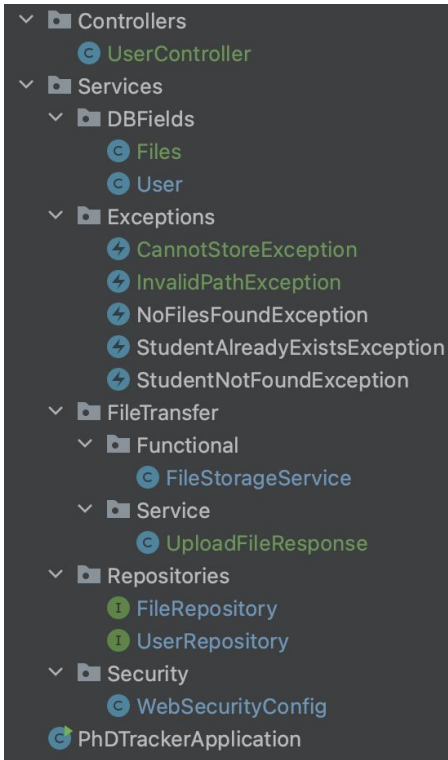 Controllers
UserController
Services
DBFields
Files
User
Exceptions
CannotStoreException
InvalidPathException
NoFilesFoundException
StudentAlreadyExistsException
StudentNotFoundException
FileTransfer
Functional
FileStorageService
Service
UploadFileResponse
Repositories
FileRepository
UserRepository
Security
WebSecurityConfig
PhDTrackerApplication